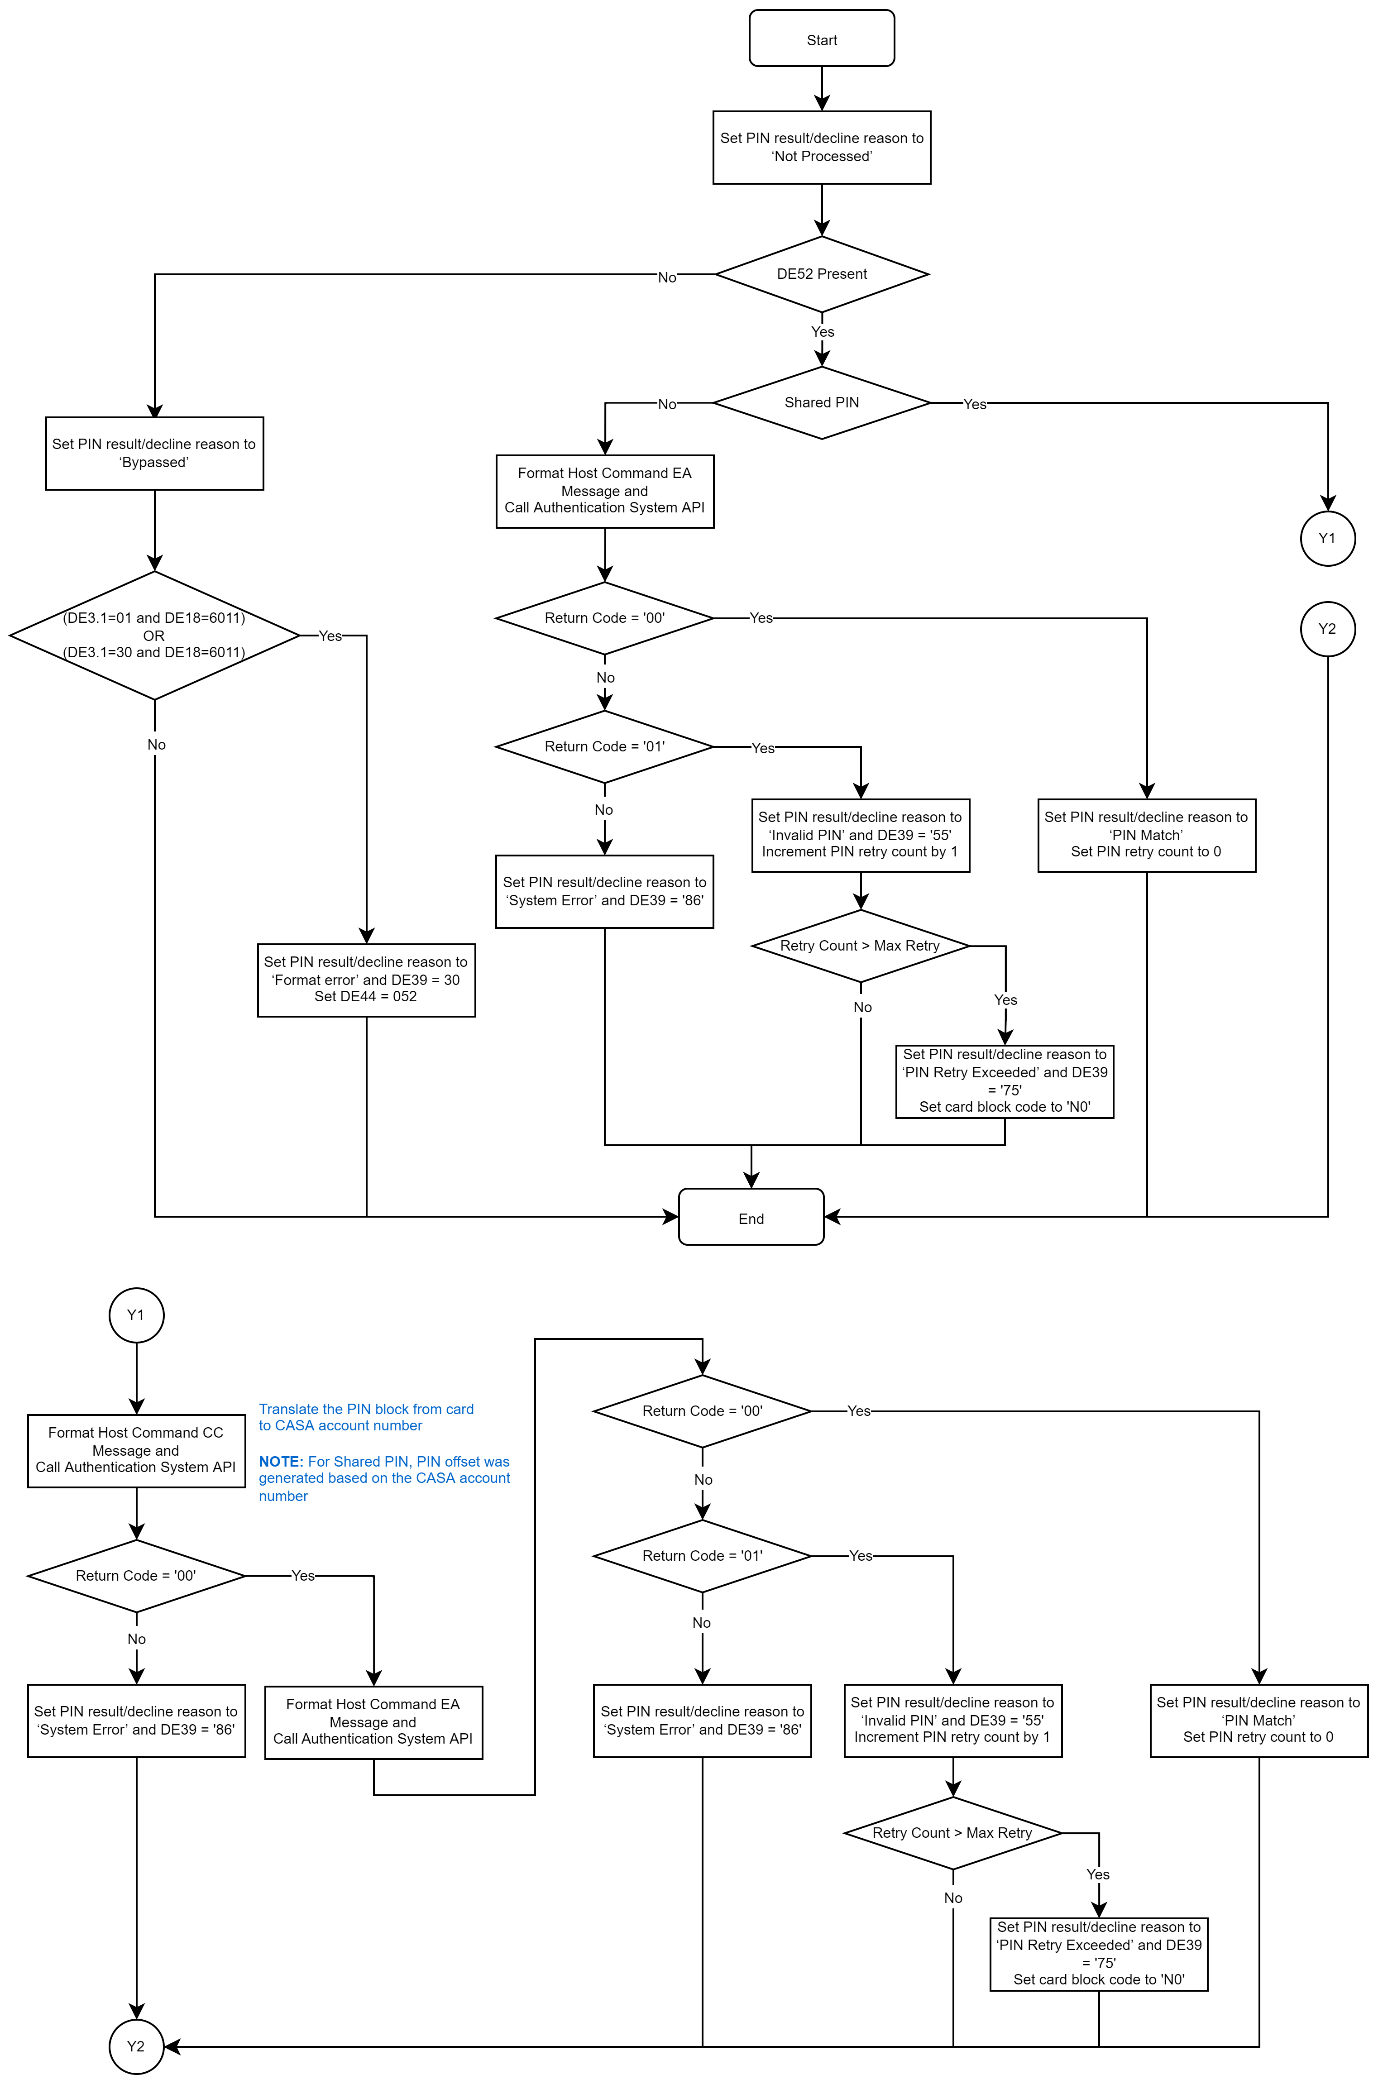 Start
Set PIN result/decline reason to
‘Not Processed’
DE52 Present
No
Yes
Shared PIN
No
Yes
Set PIN result/decline reason to
‘Bypassed’
Format Host Command EA
Message and
Call Authentication System API
Y1
(DE3.1=01 and DE18=6011)
OR
(DE3.1=30 and DE18=6011)
Yes
No
Return Code = '00'
Yes
No
Y2
Return Code = '01'
Yes
No
Set PIN result/decline reason to
‘Invalid PIN’ and DE39 = '55'
Increment PIN retry count by 1
Set PIN result/decline reason to
‘PIN Match’
Set PIN retry count to 0
Set PIN result/decline reason to
‘System Error’ and DE39 = '86'
Retry Count > Max Retry
Yes
No
Set PIN result/decline reason to
‘Format error’ and DE39 = 30
Set DE44 = 052
Set PIN result/decline reason to
‘PIN Retry Exceeded’ and DE39
= '75'
Set card block code to 'N0'
End
Y1
Format Host Command CC
Message and
Call Authentication System API
Translate the PIN block from card
to CASA account number
NOTE: For Shared PIN, PIN offset was
generated based on the CASA account
number
Return Code = '00'
Yes
No
Set PIN result/decline reason to
‘System Error’ and DE39 = '86'
Format Host Command EA
Message and
Call Authentication System API
Return Code = '00'
Yes
No
Return Code = '01'
Yes
No
Set PIN result/decline reason to
‘System Error’ and DE39 = '86'
Set PIN result/decline reason to
‘Invalid PIN’ and DE39 = '55'
Increment PIN retry count by 1
Set PIN result/decline reason to
‘PIN Match’
Set PIN retry count to 0
Retry Count > Max Retry
Yes
No
Set PIN result/decline reason to
‘PIN Retry Exceeded’ and DE39
= '75'
Set card block code to 'N0'
Y2